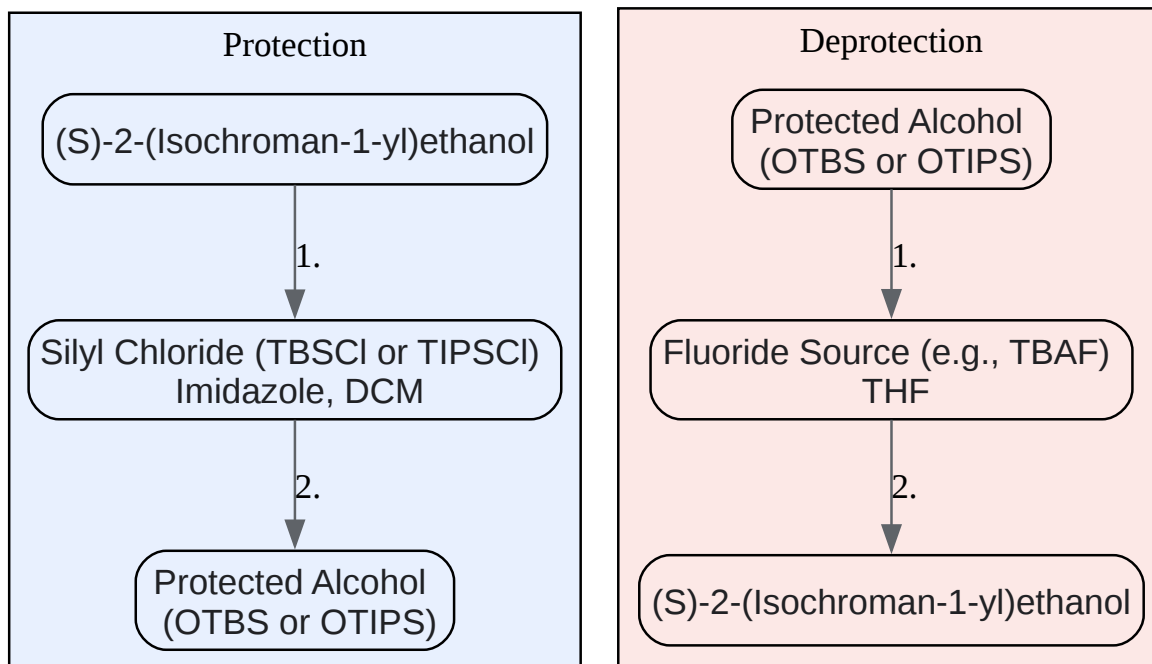 Protection
(S)-2-(Isochroman-1-yl)ethanol
1.
Silyl Chloride (TBSCl or TIPSCl)
Imidazole, DCM
2.
Protected Alcohol
(OTBS or OTIPS)
Deprotection
Protected Alcohol
(OTBS or OTIPS)
1.
Fluoride Source (e.g., TBAF)
THF
2.
(S)-2-(Isochroman-1-yl)ethanol